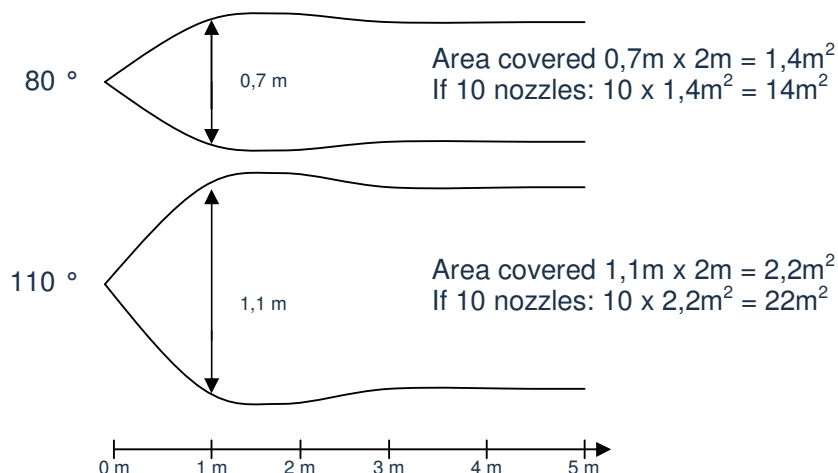 80 °
0,7 m
Area covered 0,7m x 2m = 1,4m²
If 10 nozzles: 10 x 1,4m² = 14m²
110 °
1,1 m
Area covered 1,1m x 2m = 2,2m²
If 10 nozzles: 10 x 2,2m² = 22m²
0 m 1 m 2 m 3 m 4 m 5 m